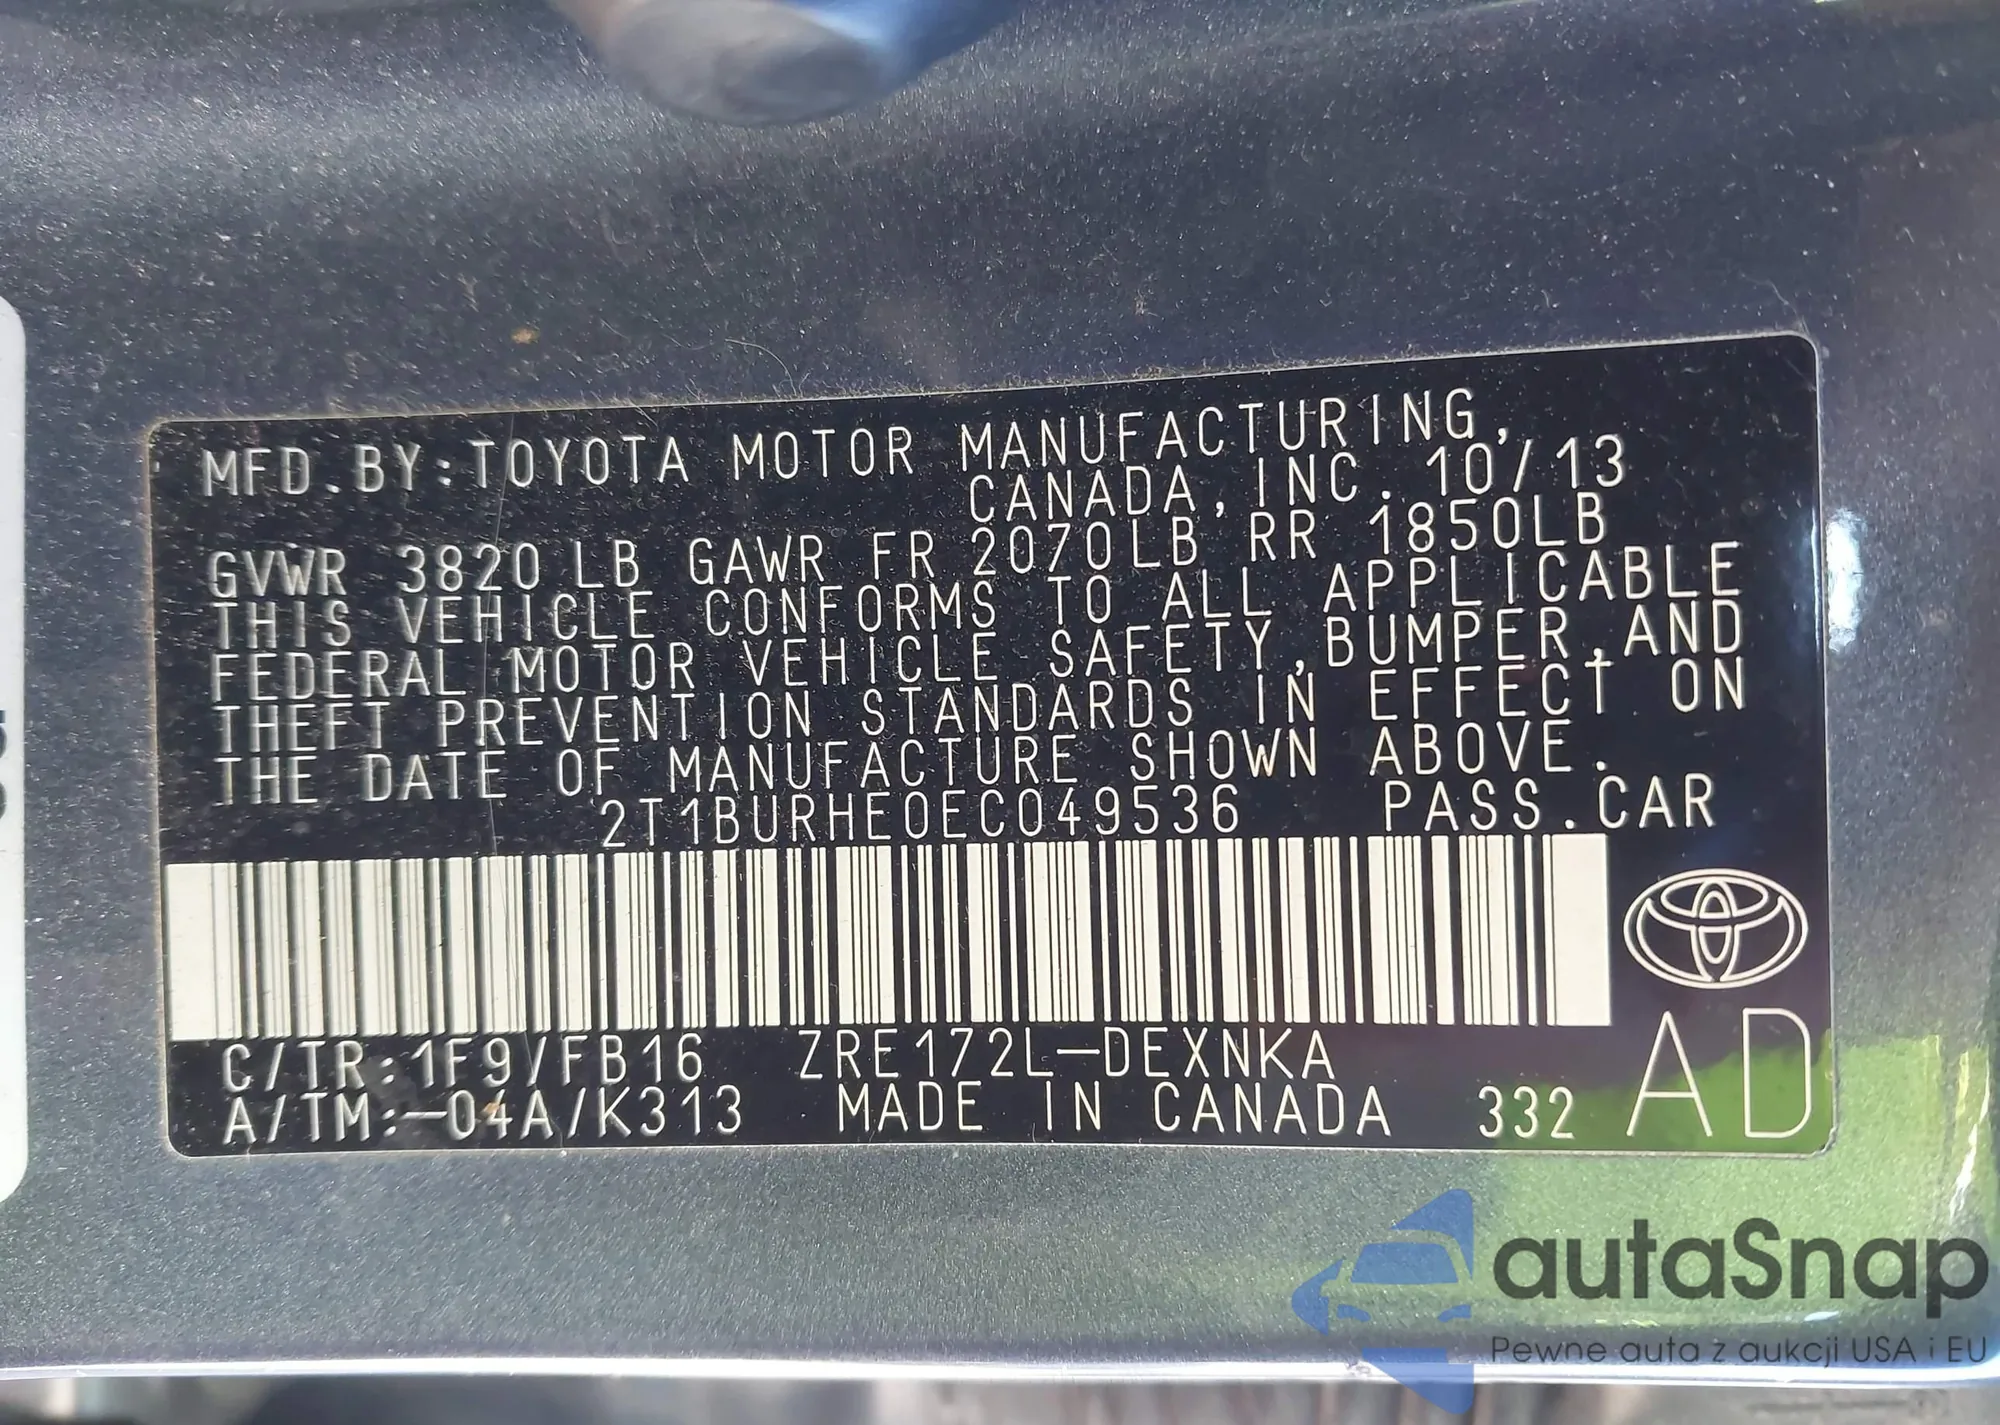 MFD.BY:TOYOTA MOTOR MANUFACTURING,
CANADA,INC. 10/13
GVWR 3820 LB GAWR FR 2070LB RR 1850LB
THIS VEHICLE CONFORMS TO ALL APPLICABLE
FEDERAL MOTOR VEHICLE SAFETY,BUMPER,AND
THEFT PREVENTION STANDARDS IN EFFECT ON
THE DATE OF MANUFACTURE SHOWN ABOVE.
2T1BURHE0EC049536 PASS.CAR
C/TR:1F9/FB16 ZRE172L-DEXNKA
A/TM:-04A/K313 MADE IN CANADA 332 AD
autaSnap
Pewne auta z aukcji USA i EU